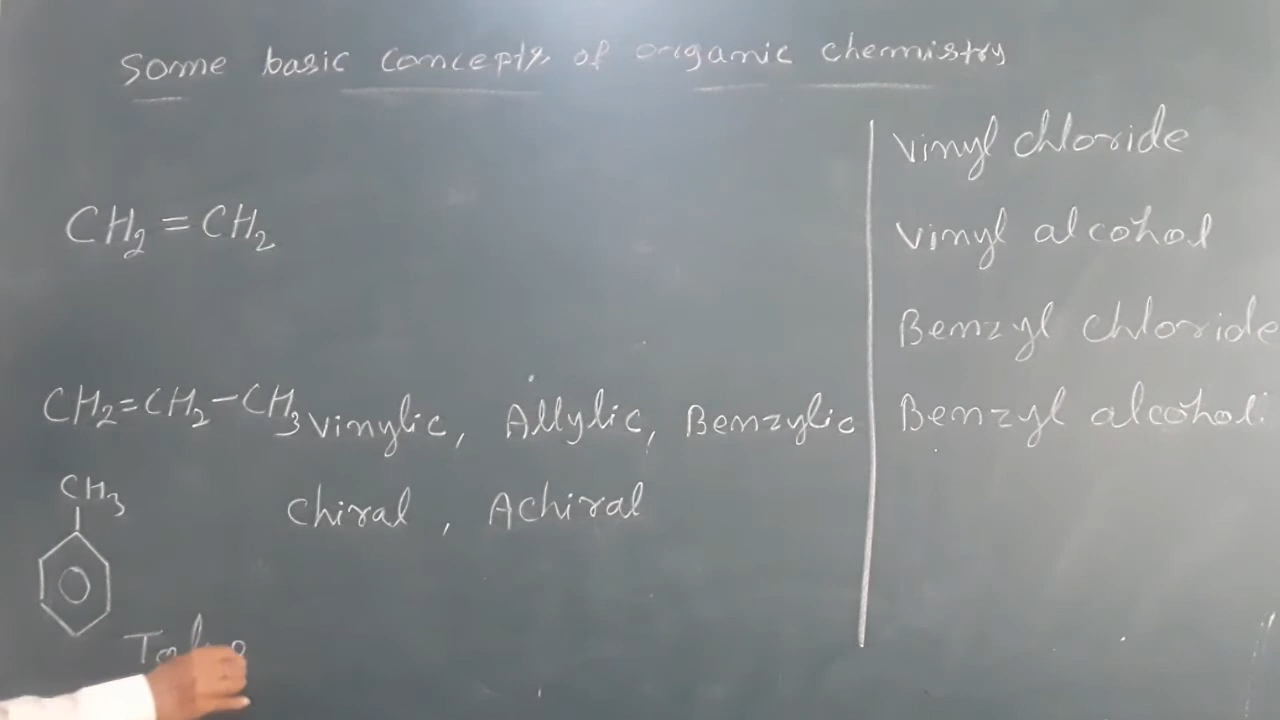 Some basic concepts of organic chemistry
CH₂=CH₂
CH₂=CH₂-CH₃
Vinylic, Allylic, Benzylic
Chiral, Achiral
CH₃
Vinyl chloride
Vinyl alcohol
Benzyl chloride
Benzyl alcohol